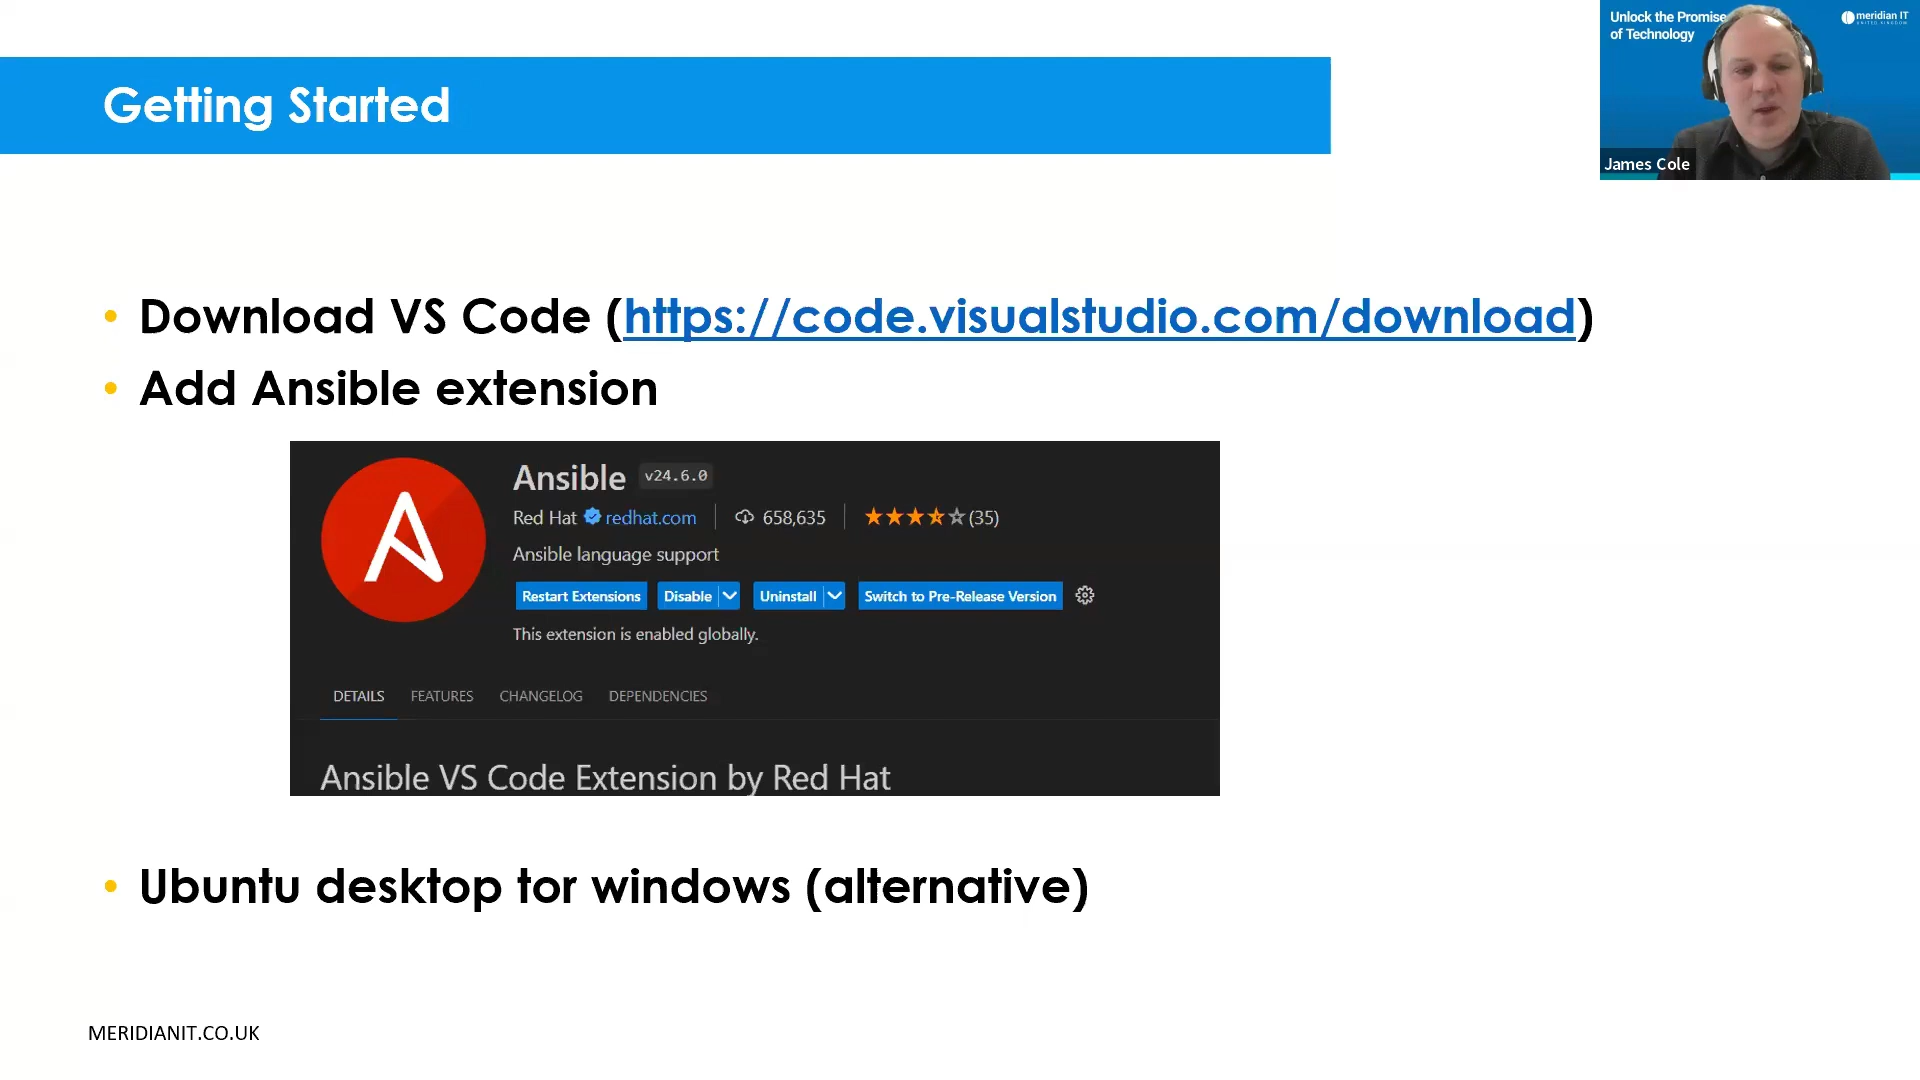 Unlock the Promise
of Technology
meridian IT
UNITED KINGDOM
James Cole
Getting Started
• Download VS Code (https://code.visualstudio.com/download)
• Add Ansible extension
Ansible v24.6.0
Red Hat redhat.com 658,635 (35)
Ansible language support
Restart Extensions Disable Uninstall Switch to Pre-Release Version
This extension is enabled globally.
DETAILS FEATURES CHANGELOG DEPENDENCIES
Ansible VS Code Extension by Red Hat
• Ubuntu desktop for windows (alternative)
MERIDIANIT.CO.UK